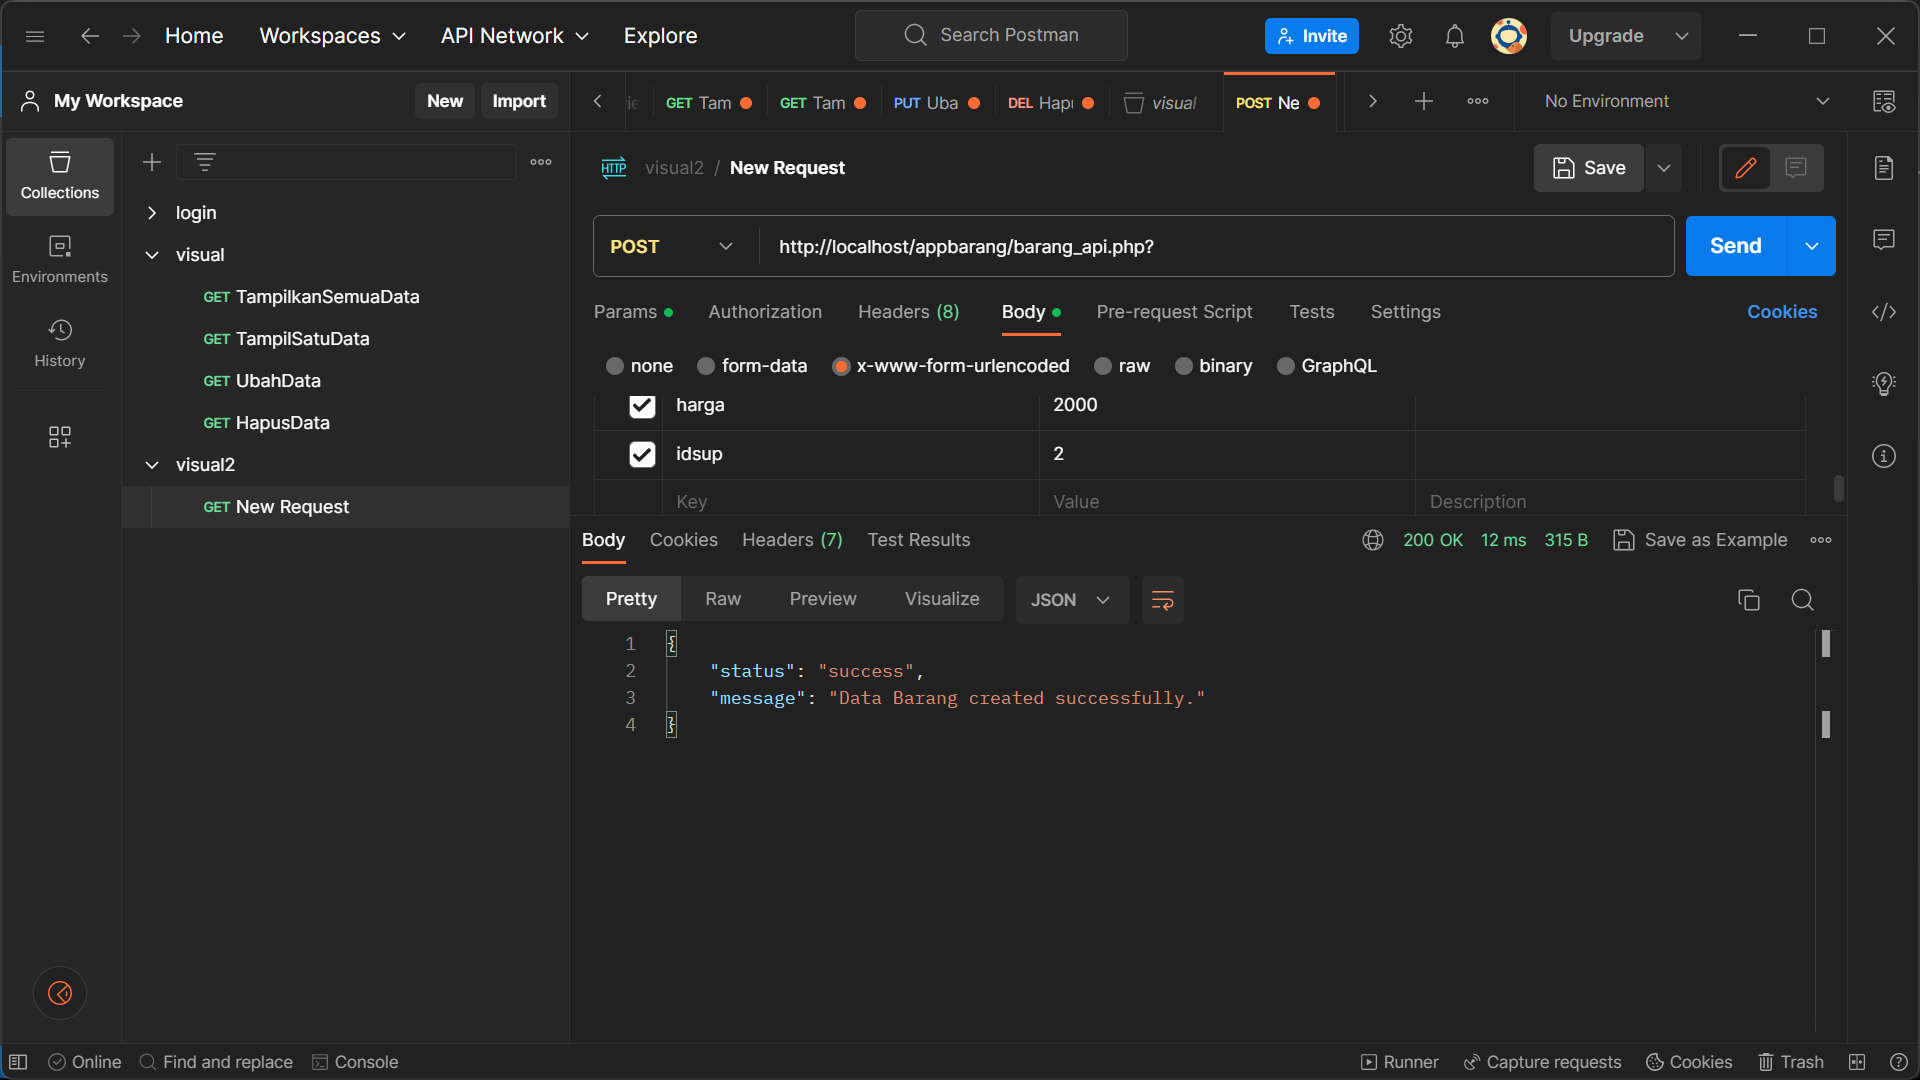 Home Workspaces API Network Explore Search Postman Invite Upgrade
My Workspace New Import GET Tam GET Tam PUT Uba DEL Hapu visual POST Ne No Environment
visual2 / New Request Save
Collections
Environments
History
login
visual
GET TampilkanSemuaData
GET TampilSatuData
GET UbahData
GET HapusData
visual2
GET New Request
HTTP
POST http://localhost/appbarang/barang_api.php? Send
Params Authorization Headers (8) Body Pre-request Script Tests Settings Cookies
none form-data x-www-form-urlencoded raw binary GraphQL
harga 2000
idsup 2
Key Value Description
Body Cookies Headers (7) Test Results 200 OK 12 ms 315 B Save as Example
Pretty Raw Preview Visualize JSON
1 {
2 "status": "success",
3 "message": "Data Barang created successfully."
4 }
Online Find and replace Console Runner Capture requests Cookies Trash